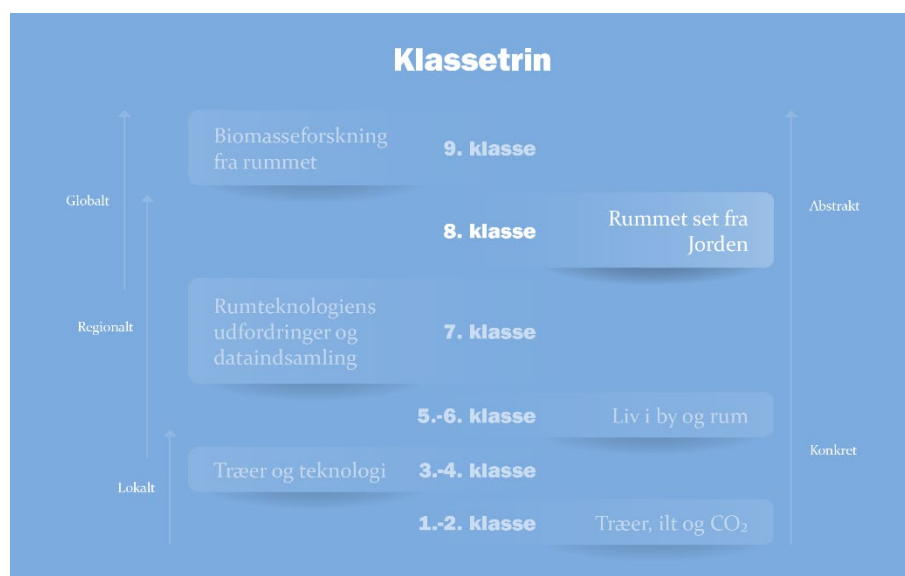 Klassetrin
Biomasseforskning
fra rummet
9. klasse
Globalt
Abstrakt
8. klasse
Rummet set fra
Jorden
Rumteknologiens
udfordringer og
dataindsamling
7. klasse
Regionalt
5.-6. klasse
Liv i by og rum
Konkret
Træer og teknologi
3.-4. klasse
Lokalt
1.-2. klasse
Træer, ilt og CO₂